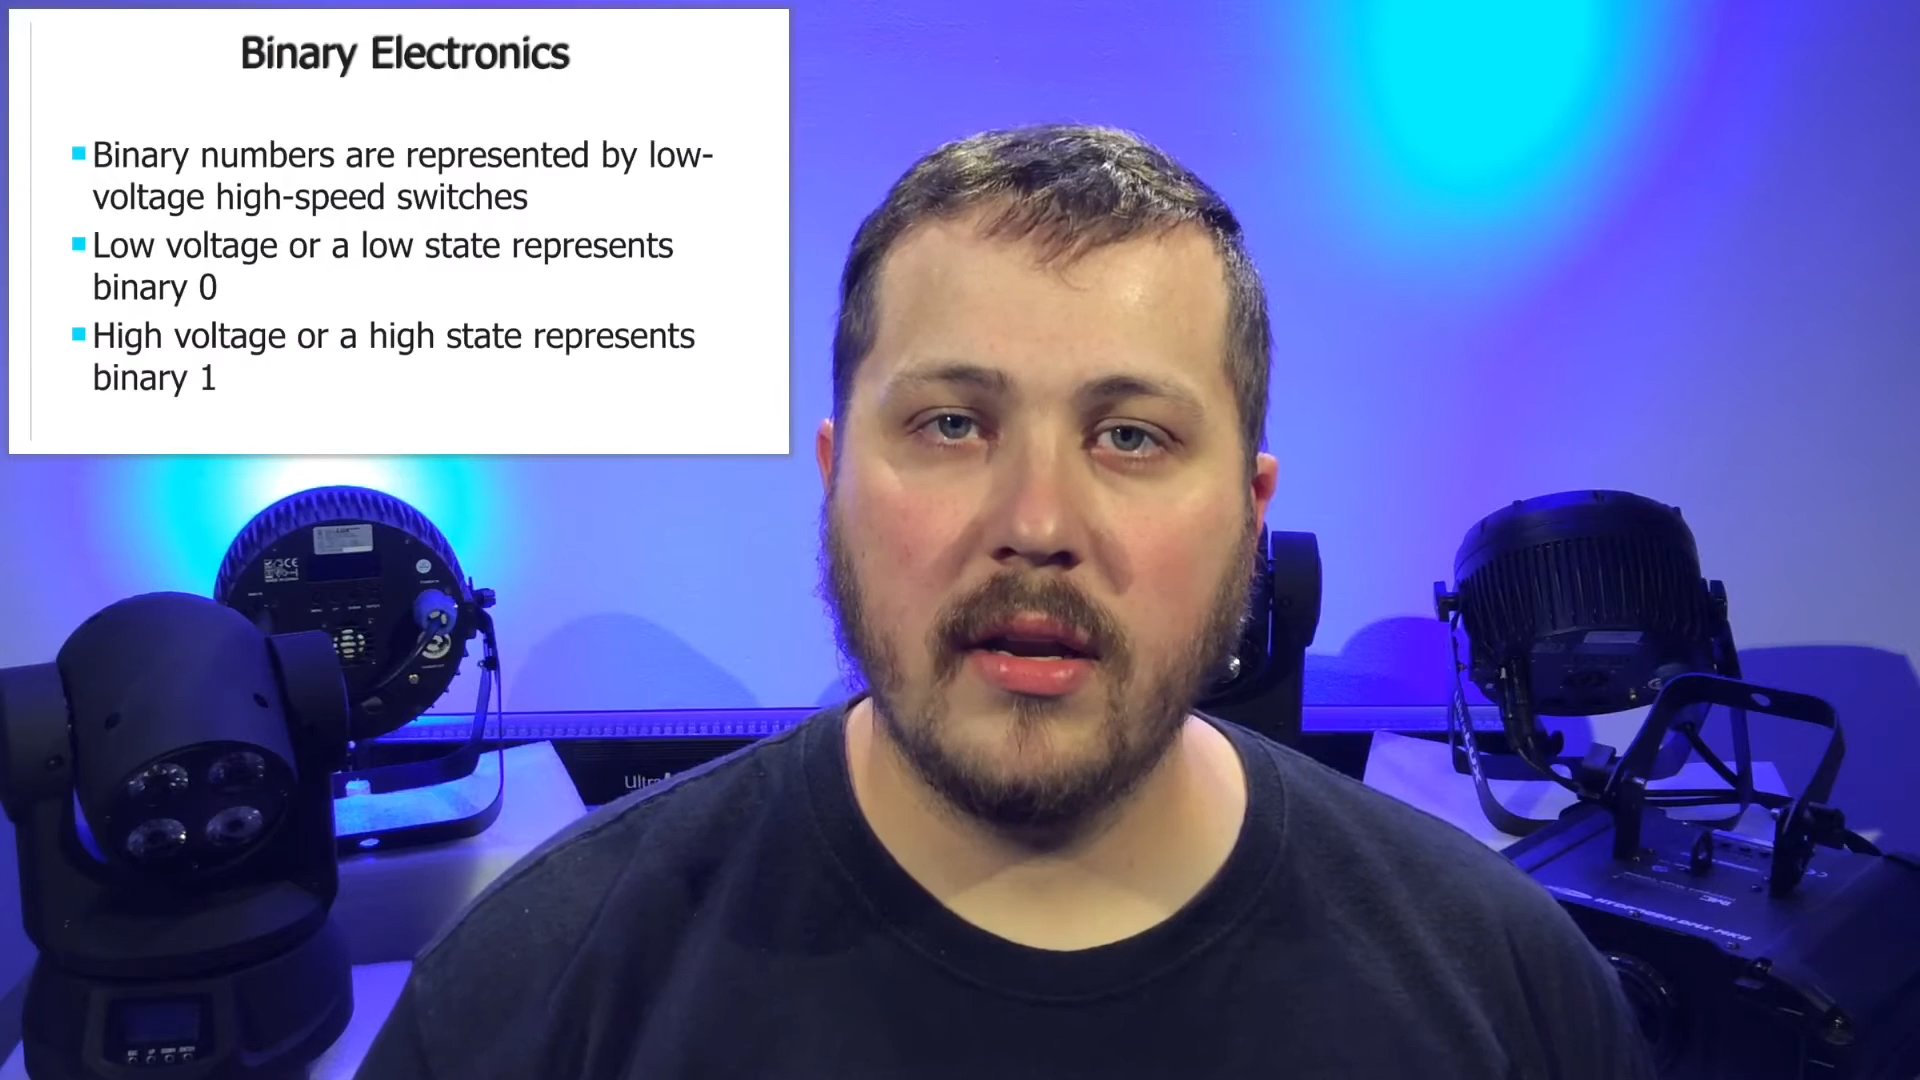 Binary Electronics
Binary numbers are represented by low-
voltage high-speed switches
Low voltage or a low state represents
binary 0
High voltage or a high state represents
binary 1
Ultra